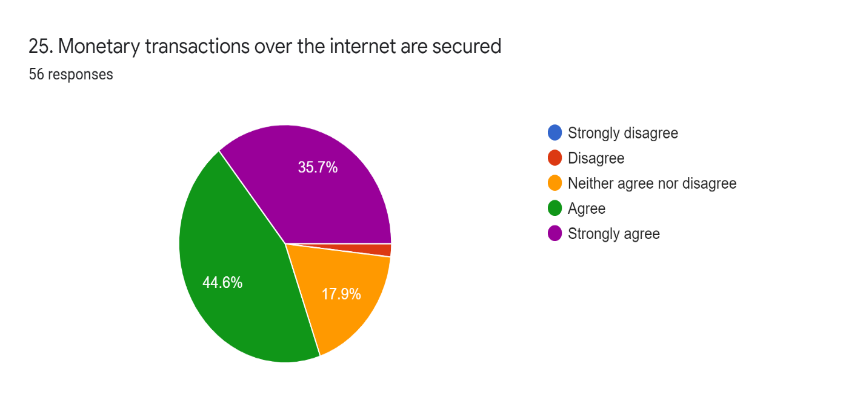 25. Monetary transactions over the internet are secured
56 responses
35.7%
44.6%
17.9%
Strongly disagree
Disagree
Neither agree nor disagree
Agree
Strongly agree